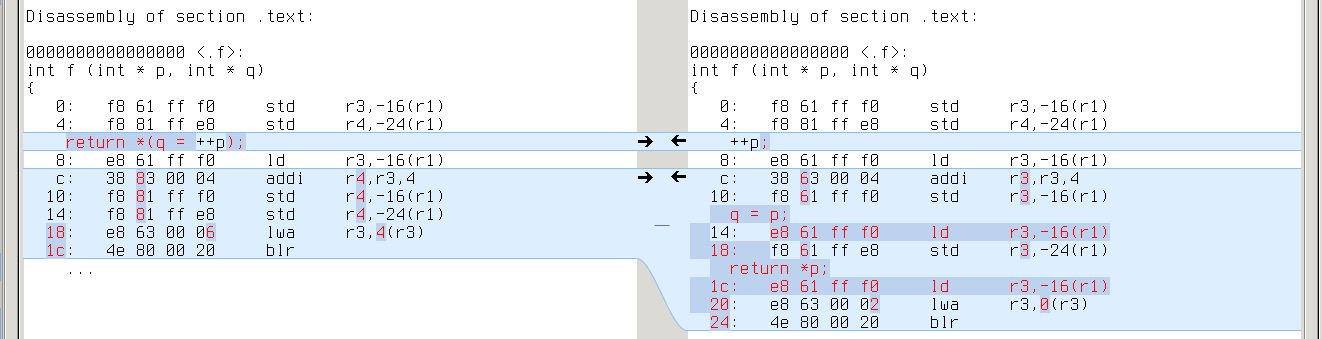 Disassembly of section .text:
0000000000000000 <.f>:
int f (int * p, int * q)
{
0: f8 61 ff f0 std r3,-16(r1)
4: f8 81 ff e8 std r4,-24(r1)
return *(q = ++p);
8: e8 61 ff f0 ld r3,-16(r1)
c: 38 83 00 04 addi r4,r3,4
10: f8 81 ff f0 std r4,-16(r1)
14: f8 81 ff e8 std r4,-24(r1)
18: e8 63 00 06 lwa r3,4(r3)
1c: 4e 80 00 20 blr
...
Disassembly of section .text:
0000000000000000 <.f>:
int f (int * p, int * q)
{
0: f8 61 ff f0 std r3,-16(r1)
4: f8 81 ff e8 std r4,-24(r1)
++p;
8: e8 61 ff f0 ld r3,-16(r1)
c: 38 63 00 04 addi r3,r3,4
10: f8 61 ff f0 std r3,-16(r1)
q = p;
14: e8 61 ff f0 ld r3,-16(r1)
18: f8 61 ff e8 std r3,-24(r1)
return *p;
1c: e8 61 ff f0 ld r3,-16(r1)
20: e8 63 00 02 lwa r3,0(r3)
24: 4e 80 00 20 blr